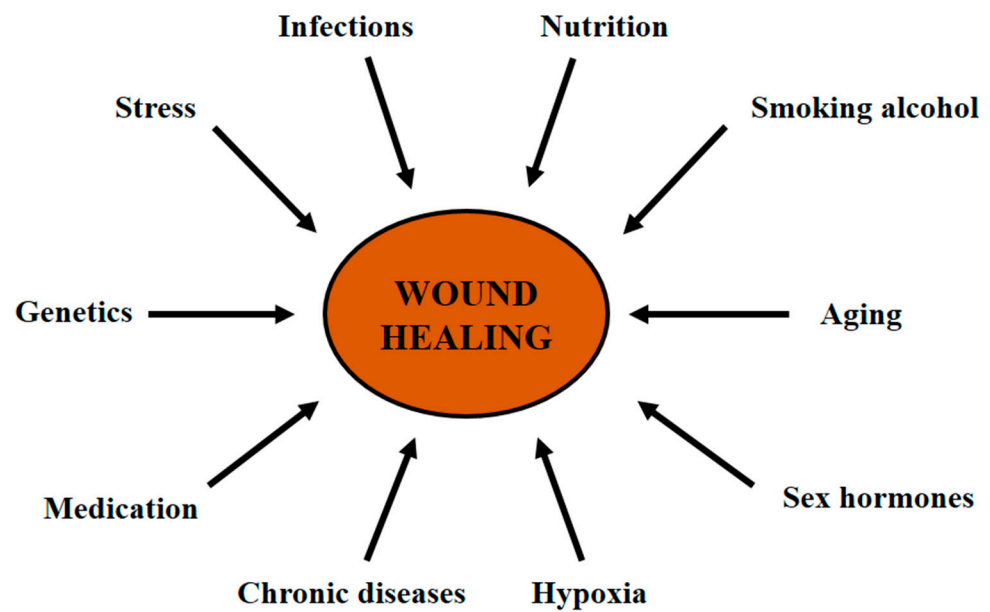 Infections
Nutrition
Stress
Smoking alcohol
WOUND
HEALING
Genetics
Aging
Medication
Sex hormones
Chronic diseases
Hypoxia